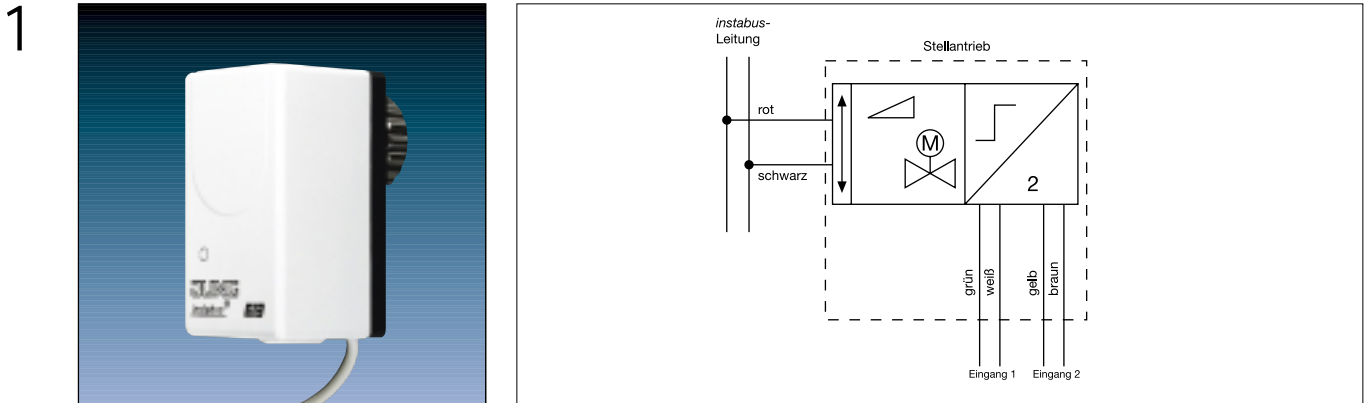 1
instabus-
Leitung
Stellantrieb
rot
M
schwarz
2
grün
weiß
gelb
braun
Eingang 1
Eingang 2